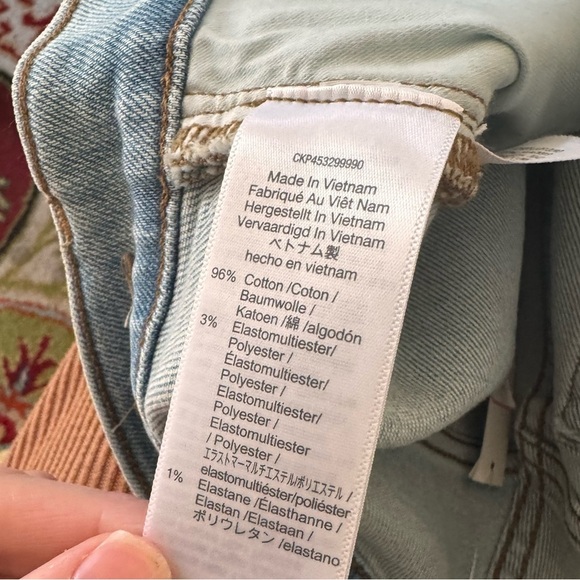 CKP453299990
Made In Vietnam
Fabriqué Au Viêt Nam
Hergestellt In Vietnam
Vervaardigd In Vietnam
ベトナム製
hecho en vietnam
96% Cotton /Coton /
Baumwolle /
Katoen /綿 /algodón
3% Elastomultiester/
Polyester /
Élastomultiester/
Polyester /
Elastomultiester/
Polyester /
Elastomultiester
/ Polyester /
エラストマーマルチエステル/ポリエステル /
elastomultiéster/poliéster
1% Elastane /Élasthanne /
Elastan /Elastaan /
ポリウレタン /elastano